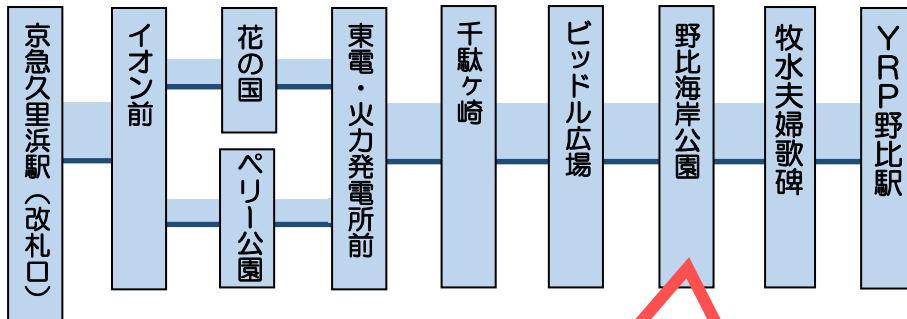 京急久里浜駅（改札口）
イオン前
花の国
ペリー公園
東電・火力発電所前
千駄ヶ崎
ビッドル広場
野比海岸公園
牧水夫婦歌碑
ＹＲＰ野比駅